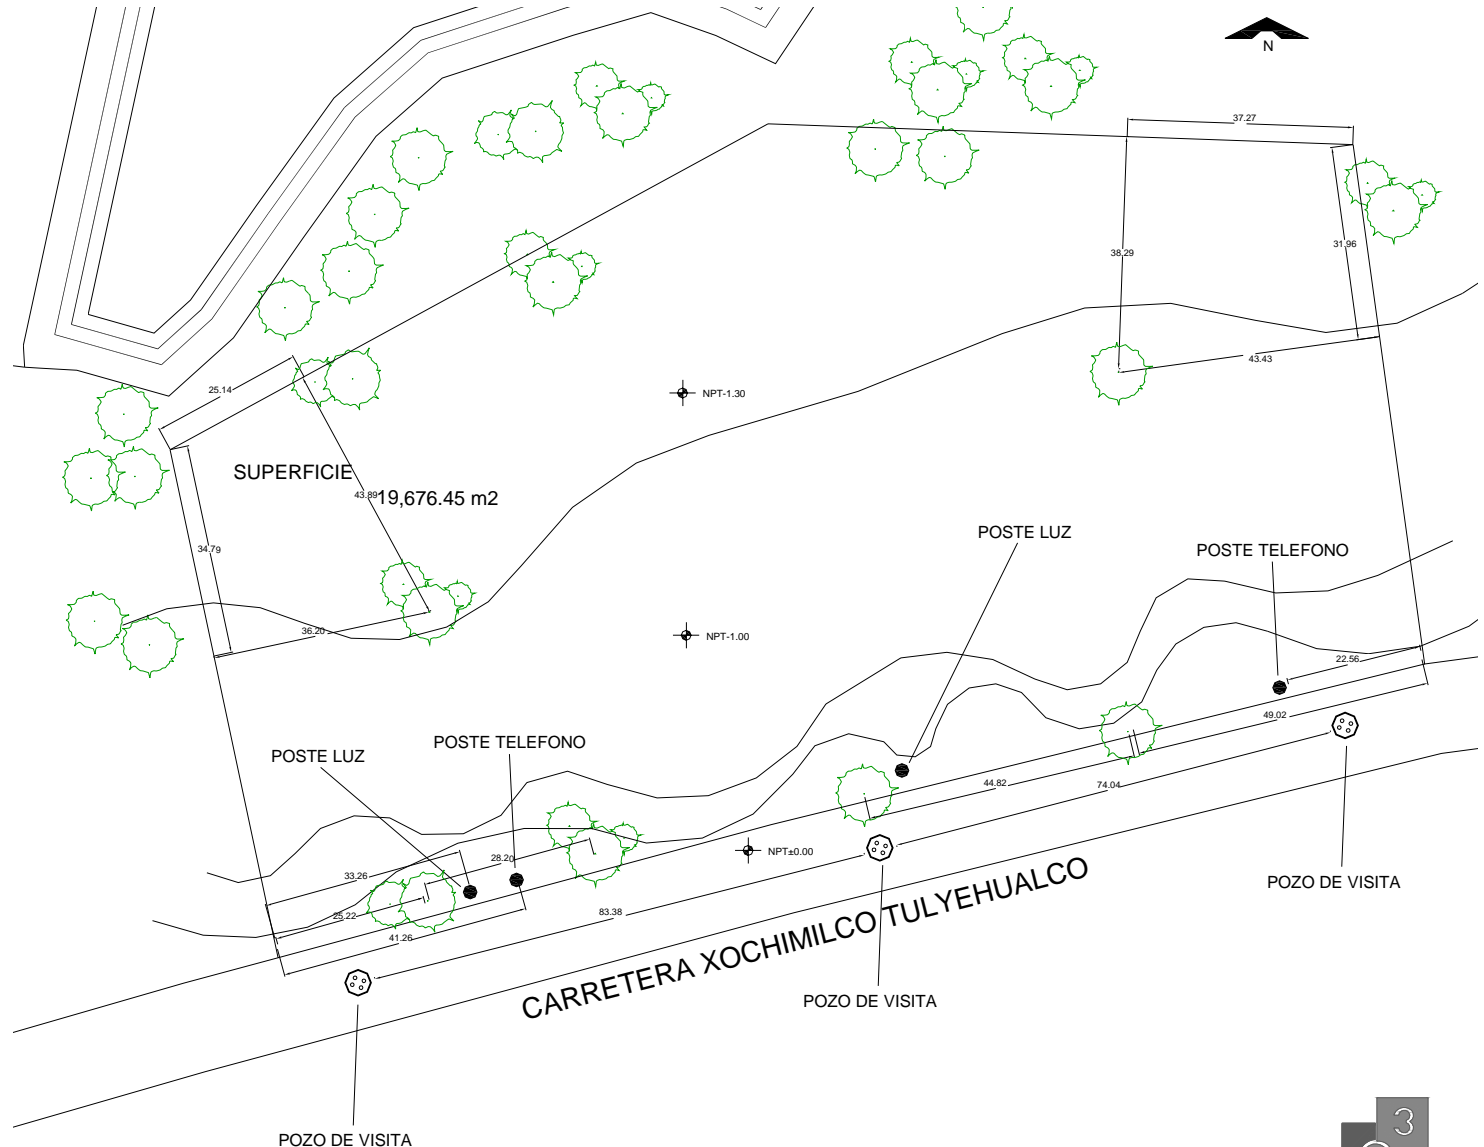 N
37.27
38.29
31.96
43.43
25.14
NPT-1.30
SUPERFICIE
43.89
19,676.45 m2
34.79
POSTE LUZ
POSTE TELEFONO
36.20
NPT-1.00
22.56
49.02
POSTE LUZ
POSTE TELEFONO
44.82
74.04
28.20
NPT±0.00
33.26
25.22
83.38
41.26
CARRETERA XOCHIMILCO TULYEHUALCO
POZO DE VISITA
POZO DE VISITA
POZO DE VISITA
3